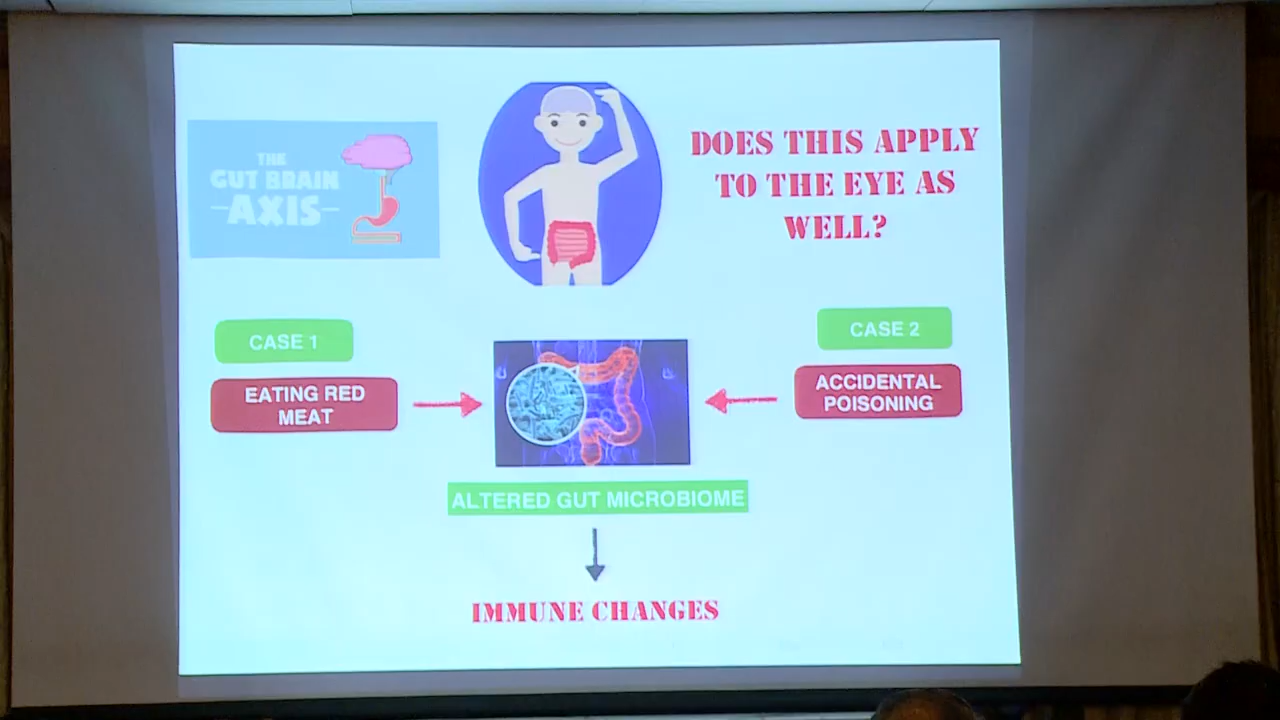 THE
GUT BRAIN
-AXIS-
DOES THIS APPLY
TO THE EYE AS
WELL?
CASE 1
EATING RED
MEAT
CASE 2
ACCIDENTAL
POISONING
ALTERED GUT MICROBIOME
IMMUNE CHANGES